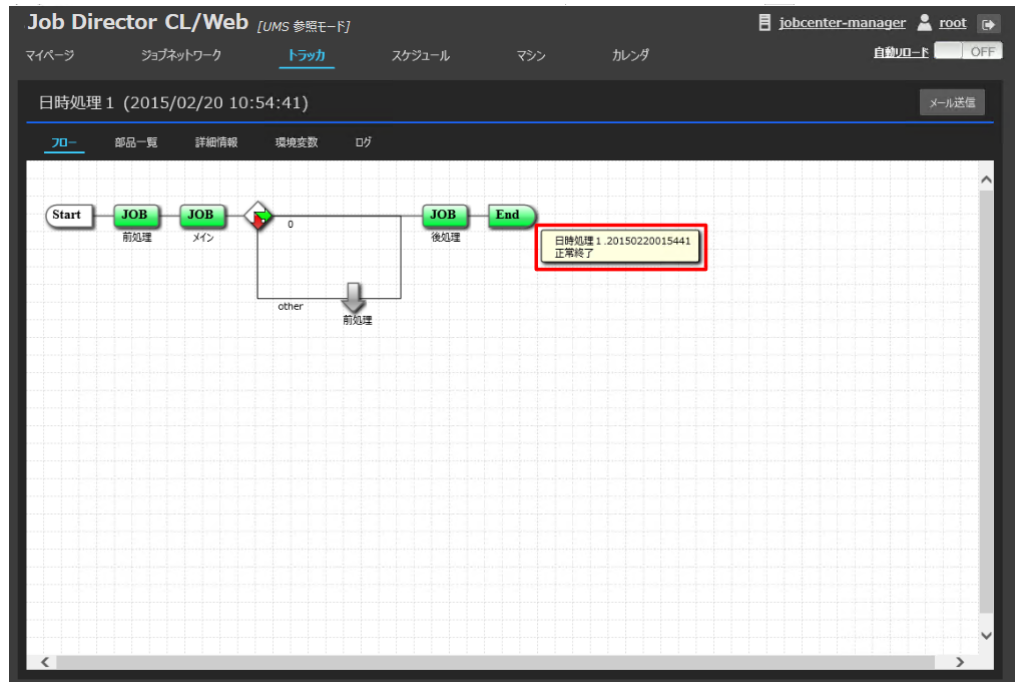 Job Director CL/Web [UMS 参照モード]
jobcenter-manager root
マイページ ジョブネットワーク トラッカ スケジュール マシン カレンダ
自動リロード OFF
日時処理1 (2015/02/20 10:54:41)
メール送信
フロー 部品一覧 詳細情報 環境変数 ログ
Start JOB JOB 0 JOB End
前処理 メイン 後処理
日時処理1.20150220015441
正常終了
other
前処理